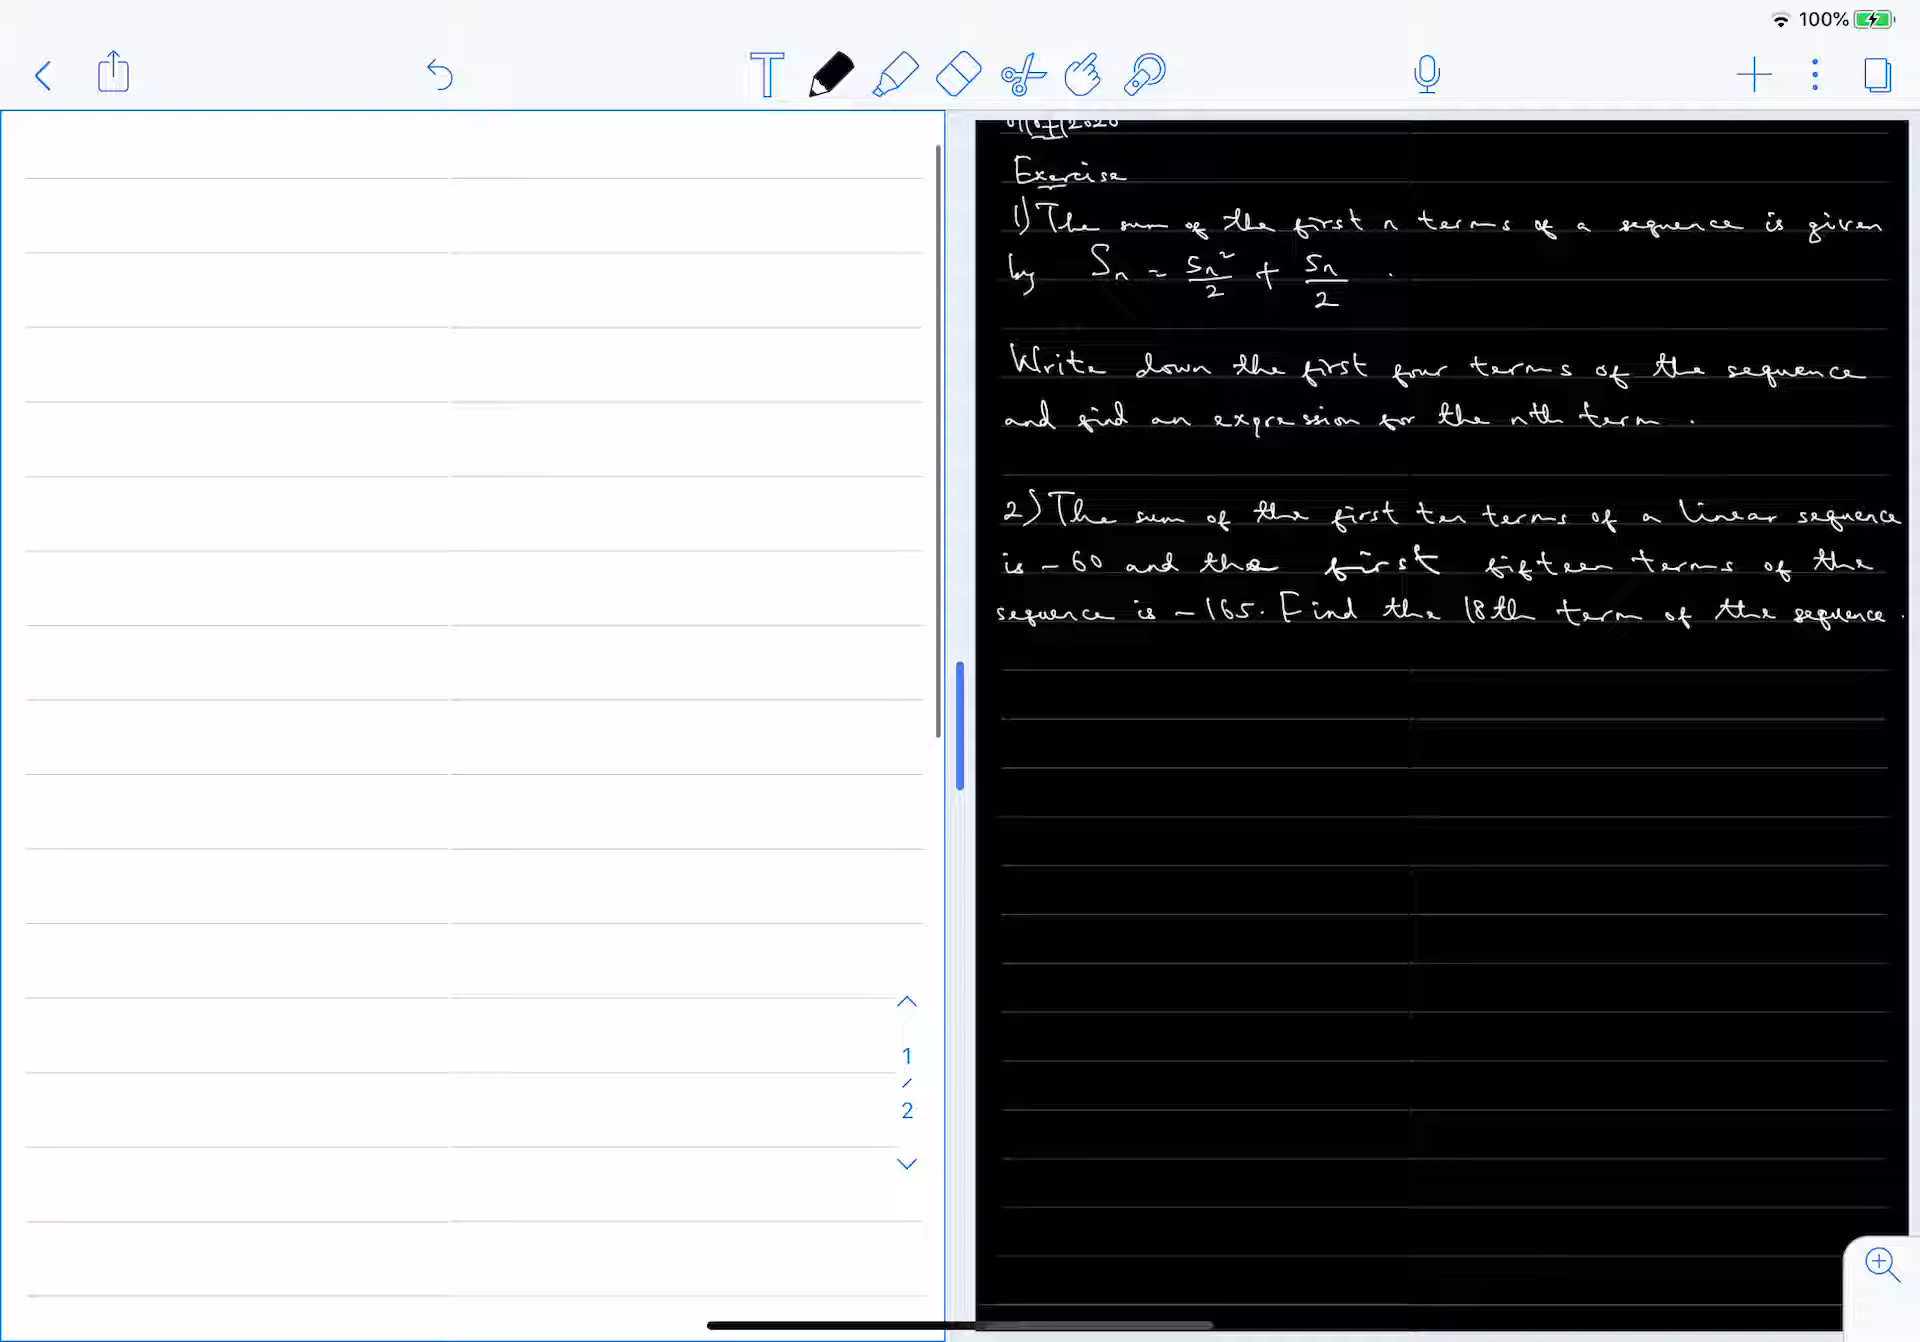 100%
01/07/2020
Exercise
1) The sum of the first n terms of a sequence is given
by Sn = 5n²/2 + 5n/2 .
Write down the first four terms of the sequence
and find an expression for the nth term .
2) The sum of the first ten terms of a linear sequence
is - 60 and the first fifteen terms of the
sequence is - 165. Find the 18th term of the sequence .
1
/
2